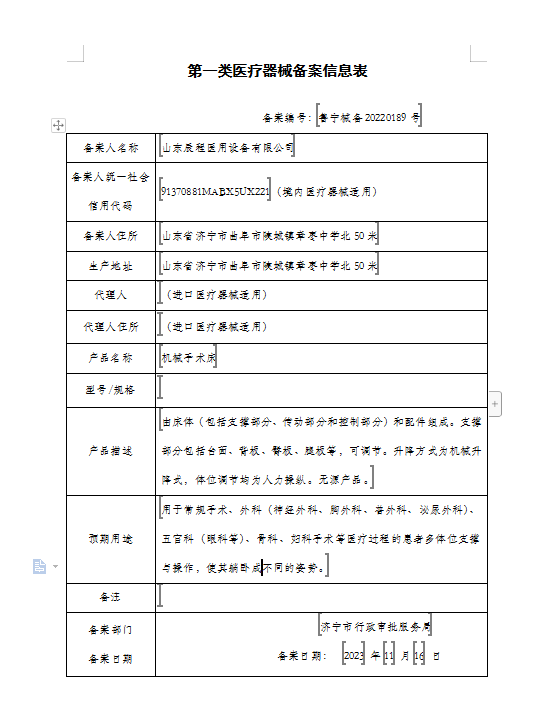 第一类医疗器械备案信息表
备案编号：鲁宁械备20220189号
备案人名称
山东晟程医用设备有限公司
备案人统一社会
信用代码
91370881MABX5UX221（境内医疗器械适用）
备案人住所
山东省济宁市曲阜市陵城镇章枣中学北50米
生产地址
山东省济宁市曲阜市陵城镇章枣中学北50米
代理人
（进口医疗器械适用）
代理人住所
（进口医疗器械适用）
产品名称
机械手术床
型号/规格
产品描述
由床体（包括支撑部分、传动部分和控制部分）和配件组成。支撑
部分包括台面、背板、臀板、腿板等，可调节。升降方式为机械升
降式，体位调节均为人力操纵。无源产品。
预期用途
用于常规手术、外科（神经外科、胸外科、普外科、泌尿外科）、
五官科（眼科等）、骨科、妇科手术等医疗过程的患者多体位支撑
与操作，使其躺卧成不同的姿势。
备注
备案部门
备案日期
济宁市行政审批服务局
备案日期： 2023 年 11 月 16 日